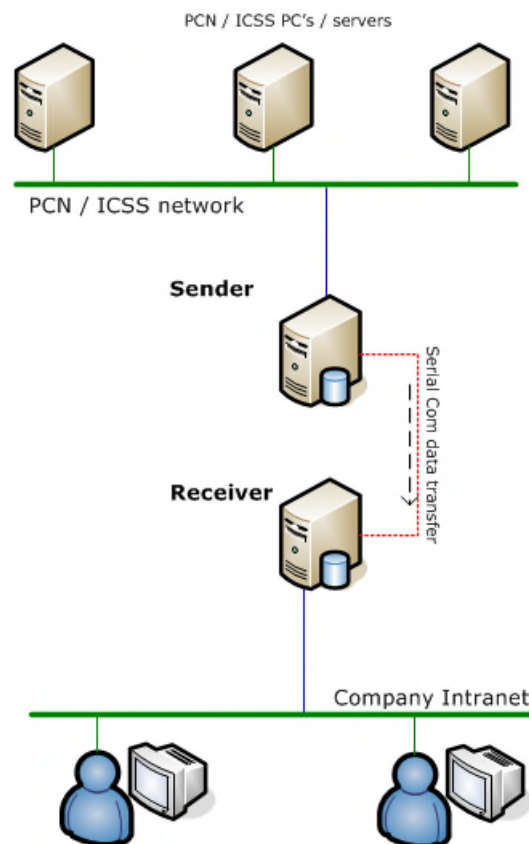 PCN / ICSS PC's / servers
PCN / ICSS network
Sender
Serial Com data transfer
Receiver
Company Intranet